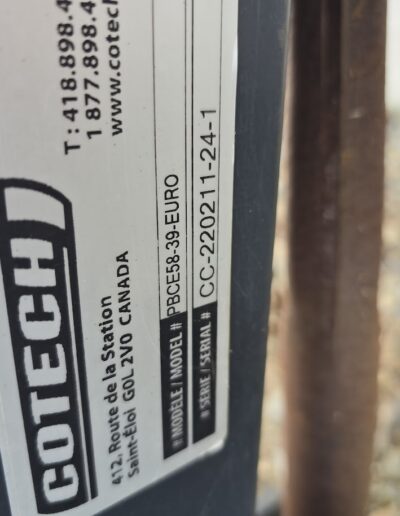 COTECH
T : 418.898.4
1 877.898.4
www.cotech
412, Route de la Station
Saint-Éloi G0L 2V0 CANADA
# MODÈLE / MODEL # PBCE58-39-EURO
# SÉRIE / SERIAL # CC-220211-24-1